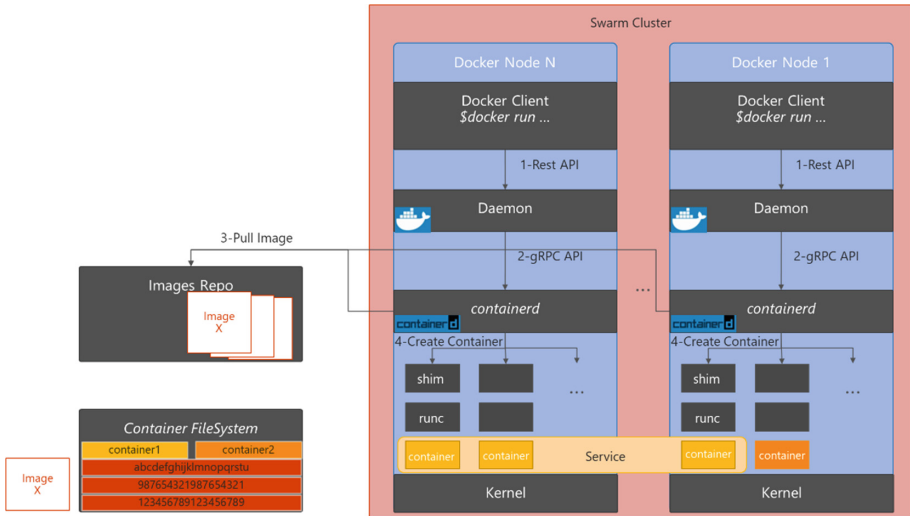 Swarm Cluster
Docker Node N
Docker Client
$docker run ...
1-Rest API
Daemon
2-gRPC API
containerd
container d
4-Create Container
shim
runc
...
container
container
Kernel
...
Docker Node 1
Docker Client
$docker run ...
1-Rest API
Daemon
2-gRPC API
containerd
container d
4-Create Container
shim
runc
...
container
container
Kernel
Service
3-Pull Image
Images Repo
Image
X
Container FileSystem
container1
container2
abcdefghijklmnopqrstu
987654321987654321
123456789123456789
Image
X